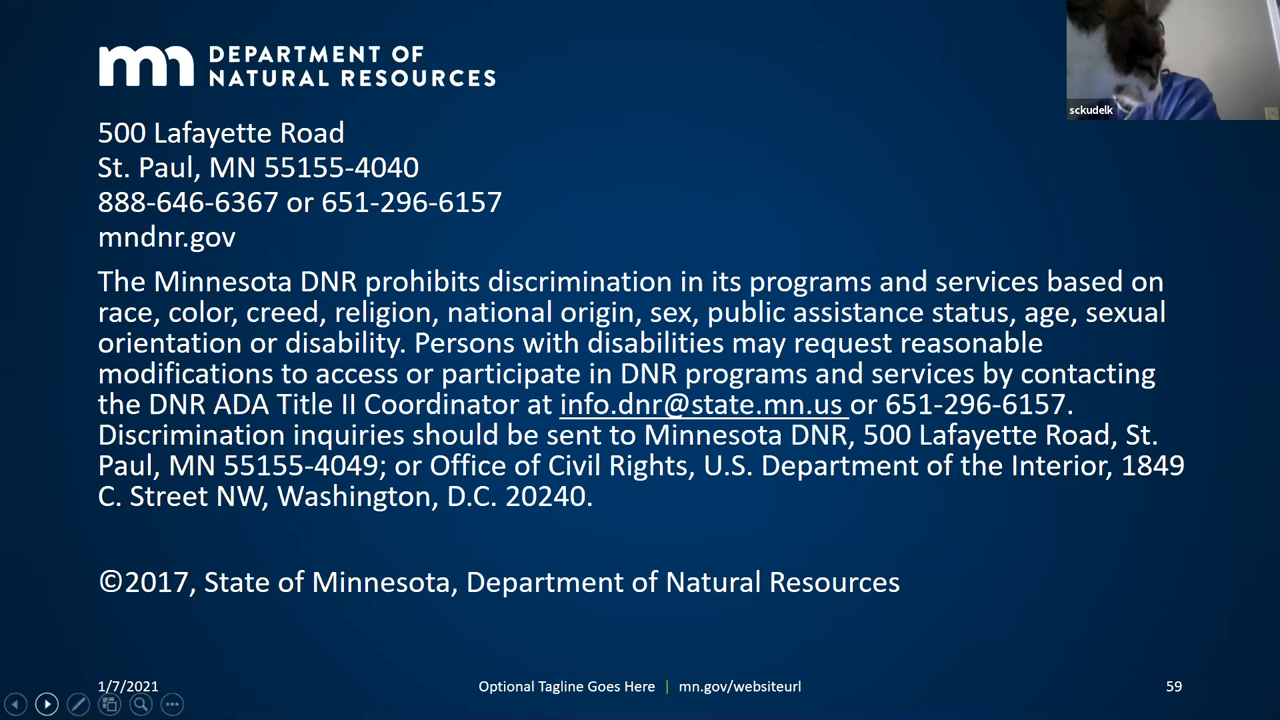 mn DEPARTMENT OF
NATURAL RESOURCES
sckudelk
500 Lafayette Road
St. Paul, MN 55155-4040
888-646-6367 or 651-296-6157
mndnr.gov
The Minnesota DNR prohibits discrimination in its programs and services based on
race, color, creed, religion, national origin, sex, public assistance status, age, sexual
orientation or disability. Persons with disabilities may request reasonable
modifications to access or participate in DNR programs and services by contacting
the DNR ADA Title II Coordinator at info.dnr@state.mn.us or 651-296-6157.
Discrimination inquiries should be sent to Minnesota DNR, 500 Lafayette Road, St.
Paul, MN 55155-4049; or Office of Civil Rights, U.S. Department of the Interior, 1849
C. Street NW, Washington, D.C. 20240.
©2017, State of Minnesota, Department of Natural Resources
1/7/2021
Optional Tagline Goes Here | mn.gov/websiteurl
59